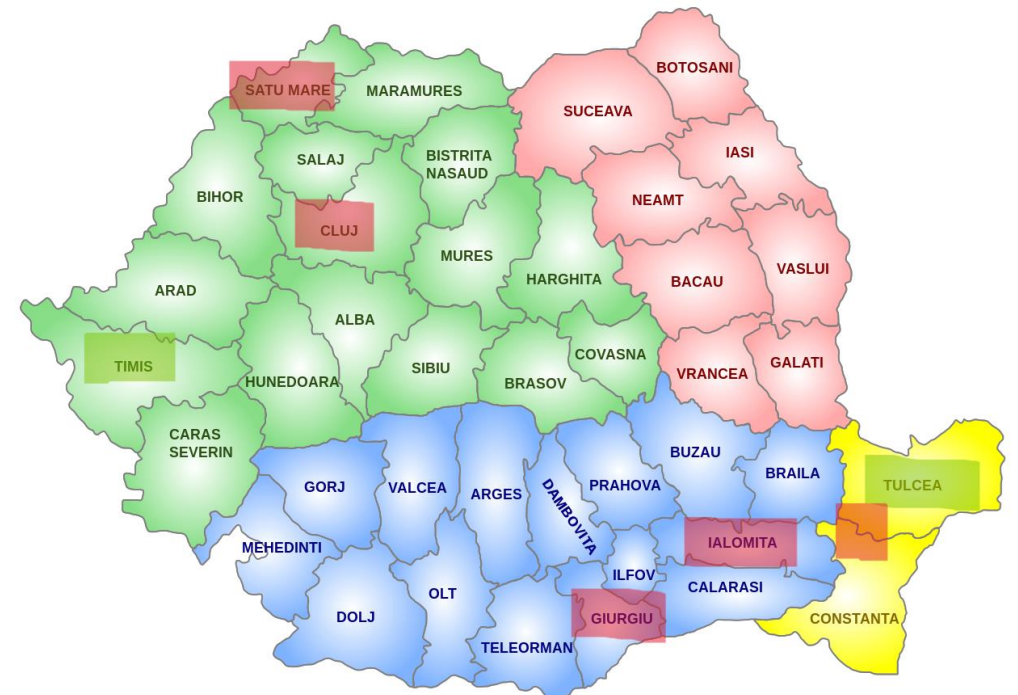 BOTOSANI
SATU MARE
MARAMURES
SUCEAVA
IASI
SALAJ
BISTRITA
NASAUD
BIHOR
NEAMT
CLUJ
MURES
HARGHITA
VASLUI
BACAU
ARAD
ALBA
COVASNA
GALATI
TIMIS
SIBIU
VRANCEA
HUNEDOARA
BRASOV
CARAS
SEVERIN
BUZAU
BRAILA
GORJ
VALCEA
ARGES
DAMBOVITA
PRAHOVA
TULCEA
MEHEDINTI
IALOMITA
ILFOV
CALARASI
OLT
DOLJ
GIURGIU
CONSTANTA
TELEORMAN